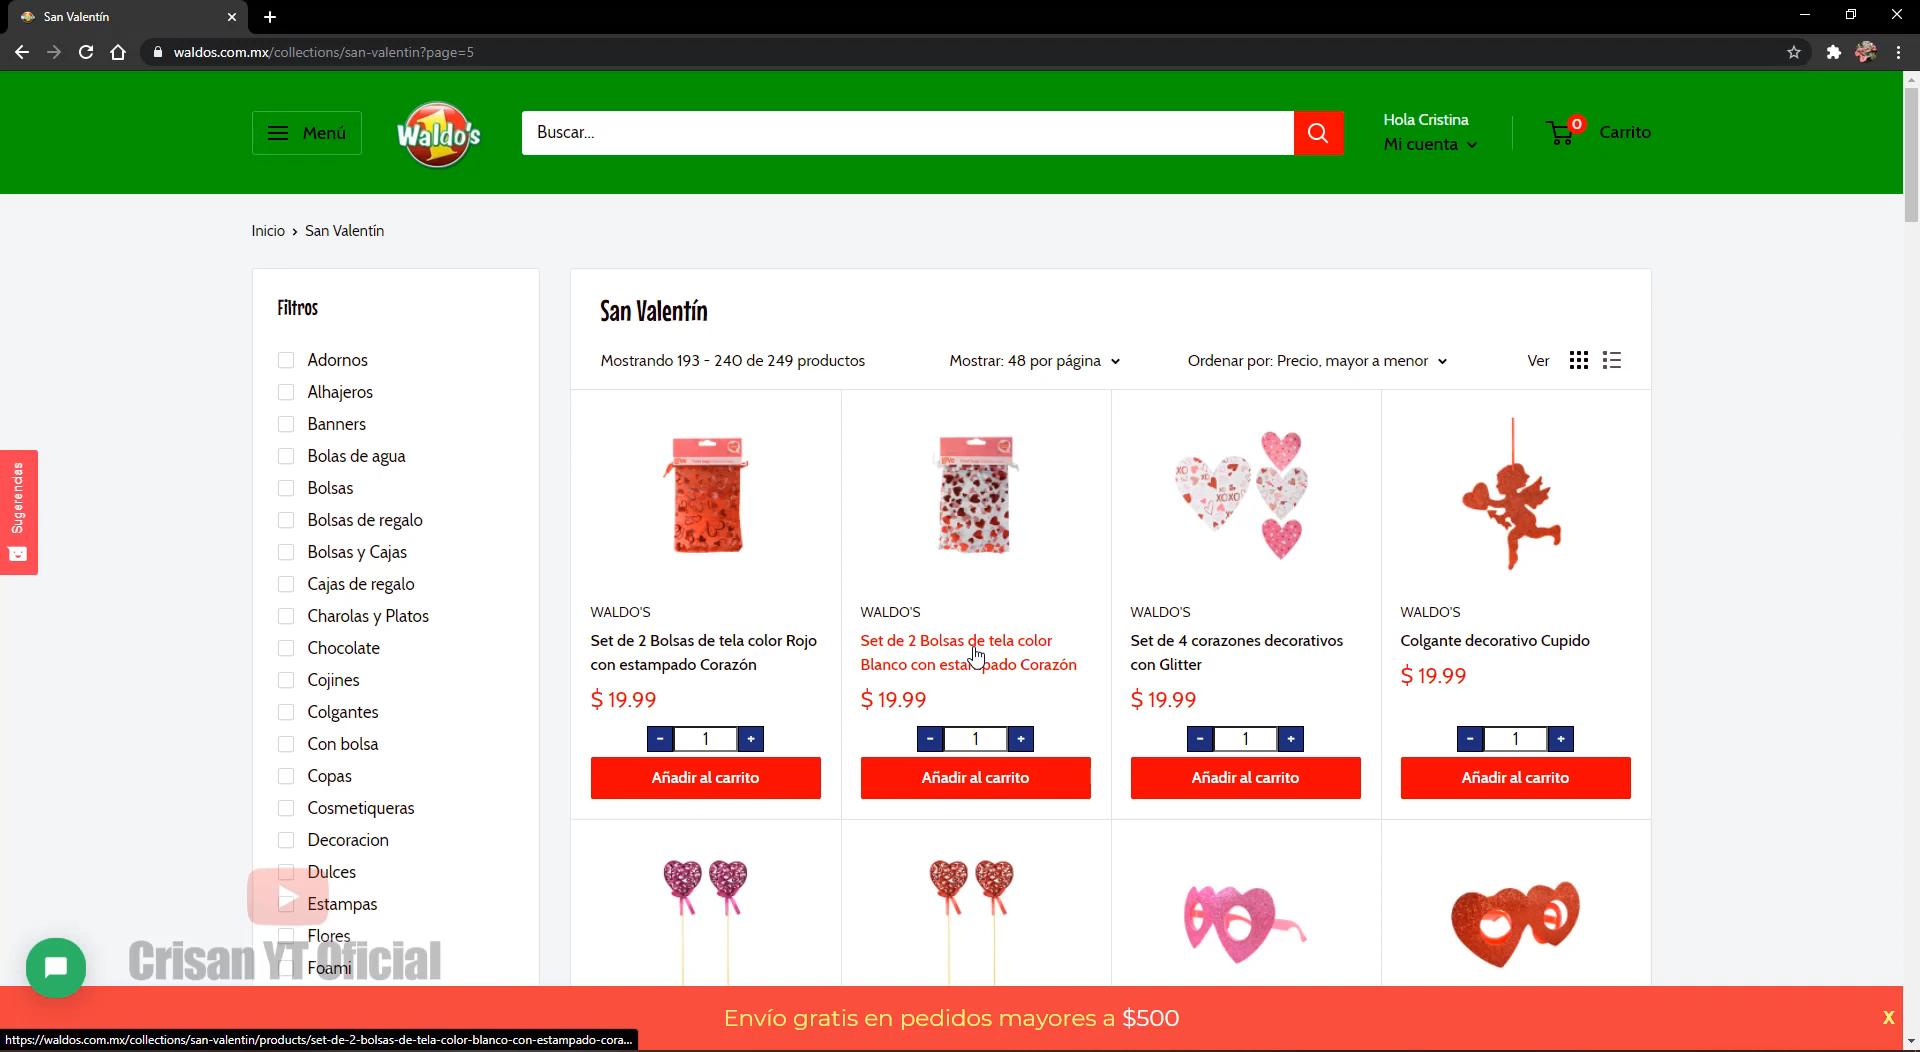 San Valentín
waldos.com.mx/collections/san-valentin?page=5
Menú
Waldo's
Buscar...
Hola Cristina
Mi cuenta
0
Carrito
Inicio › San Valentín
Filtros
Adornos
Alhajeros
Banners
Bolas de agua
Bolsas
Bolsas de regalo
Bolsas y Cajas
Cajas de regalo
Charolas y Platos
Chocolate
Cojines
Colgantes
Con bolsa
Copas
Cosmetiqueras
Decoracion
Dulces
Estampas
Flores
Foami
Sugerencias
San Valentín
Mostrando 193 - 240 de 249 productos
Mostrar: 48 por página
Ordenar por: Precio, mayor a menor
Ver
WALDO'S
Set de 2 Bolsas de tela color Rojo
con estampado Corazón
$ 19.99
- 1 +
Añadir al carrito
WALDO'S
Set de 2 Bolsas de tela color
Blanco con estampado Corazón
$ 19.99
- 1 +
Añadir al carrito
XO
XOXO
WALDO'S
Set de 4 corazones decorativos
con Glitter
$ 19.99
- 1 +
Añadir al carrito
WALDO'S
Colgante decorativo Cupido
$ 19.99
- 1 +
Añadir al carrito
Crisan YT Oficial
Envío gratis en pedidos mayores a $500
X
https://waldos.com.mx/collections/san-valentin/products/set-de-2-bolsas-de-tela-color-blanco-con-estampado-cora...